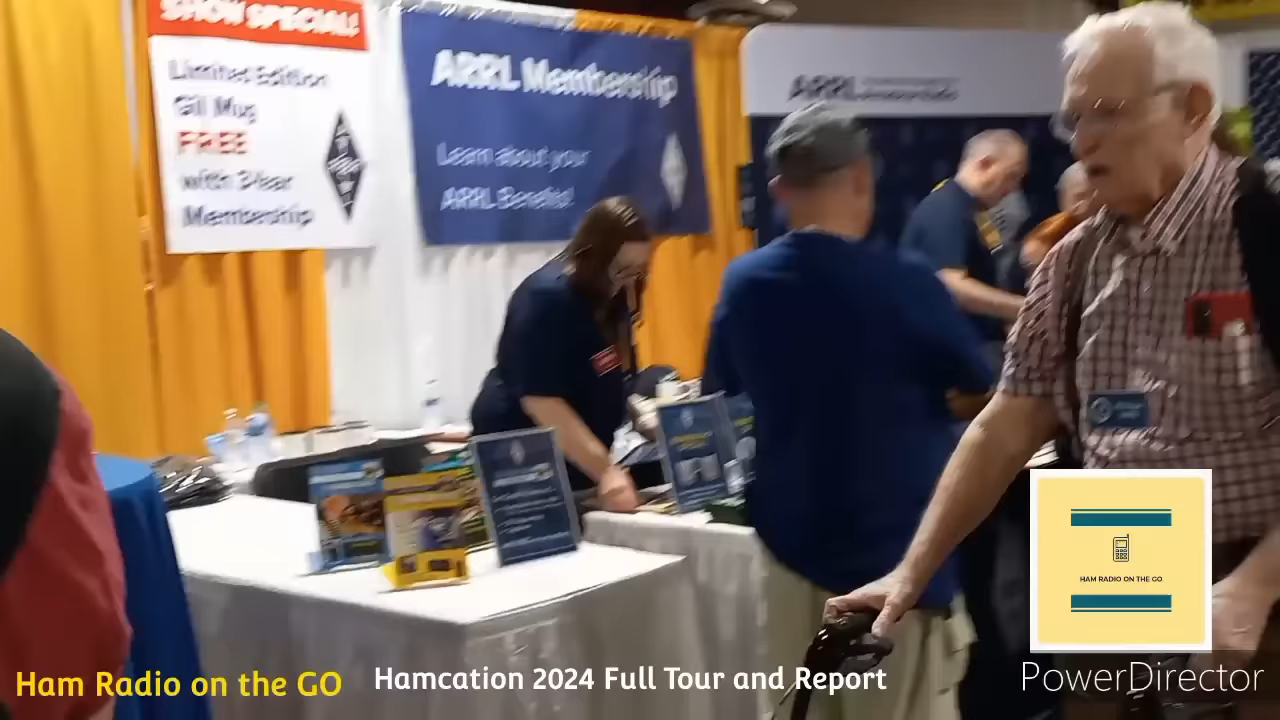 SHOW SPECIAL!
Limited Edition
Gil Mug
FREE
with 3-Year
Membership
ARRL Membership
Learn about your
ARRL Benefits!
ARRL
HAM RADIO ON THE GO
Ham Radio on the GO
Hamcation 2024 Full Tour and Report
PowerDirector